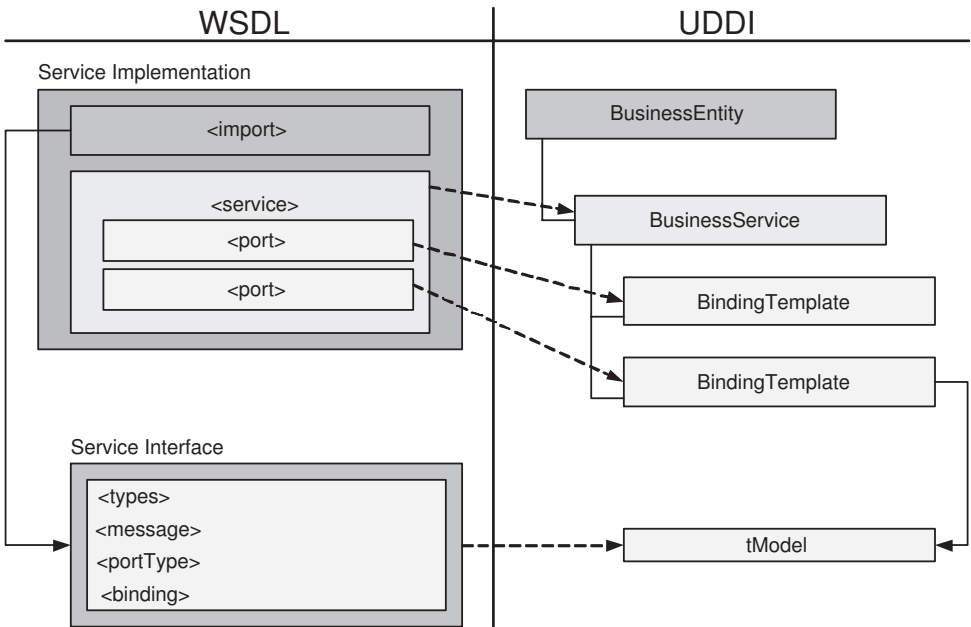 WSDL
UDDI
Service Implementation
<import>
<service>
<port>
<port>
BusinessEntity
BusinessService
BindingTemplate
BindingTemplate
Service Interface
<types>
<message>
<portType>
<binding>
tModel